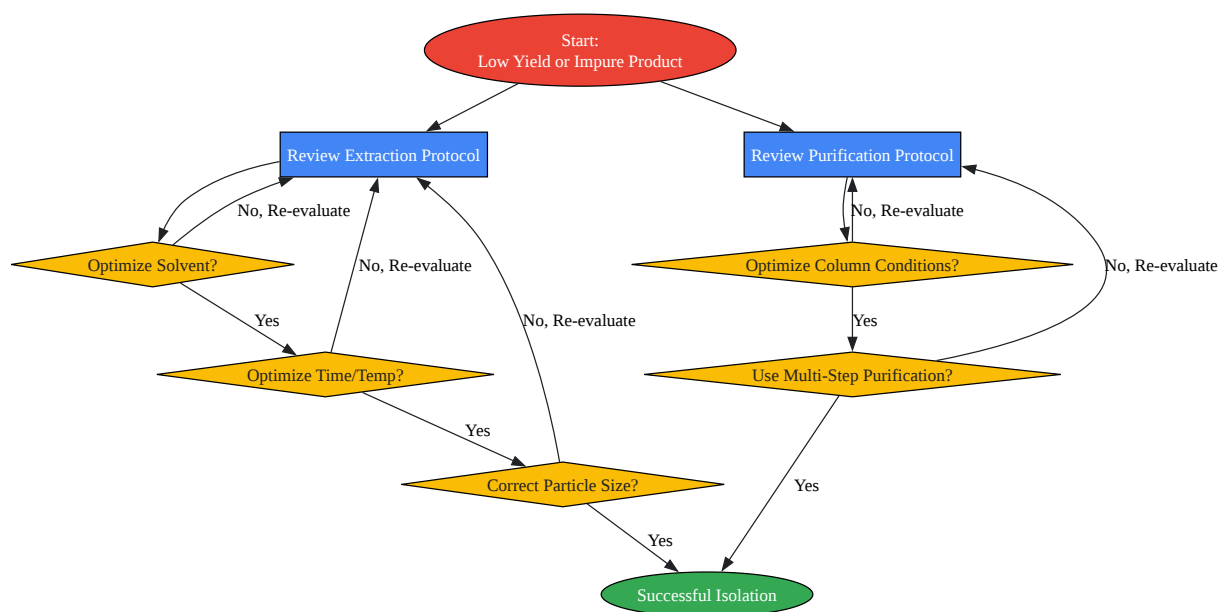 Start:
Low Yield or Impure Product
Review Extraction Protocol
Review Purification Protocol
No, Re-evaluate
No, Re-evaluate
Optimize Solvent?
No, Re-evaluate
Optimize Column Conditions?
No, Re-evaluate
Yes
No, Re-evaluate
Yes
Optimize Time/Temp?
Use Multi-Step Purification?
Yes
Correct Particle Size?
Yes
Yes
Successful Isolation